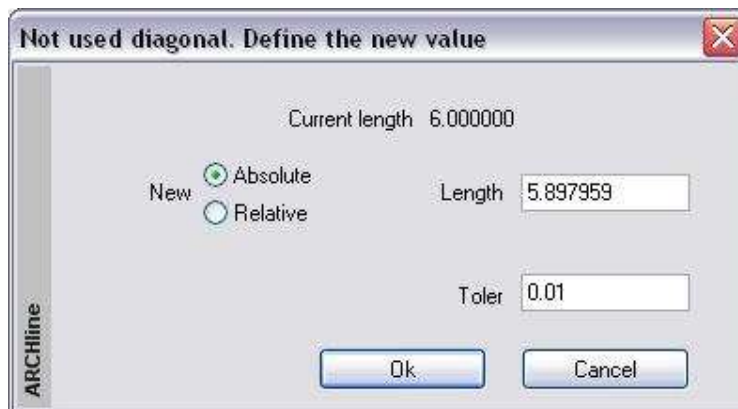 Not used diagonal. Define the new value
Current length 6.000000
New
Absolute
Relative
Length 5.897959
Toler 0.01
Ok Cancel
ARCHline